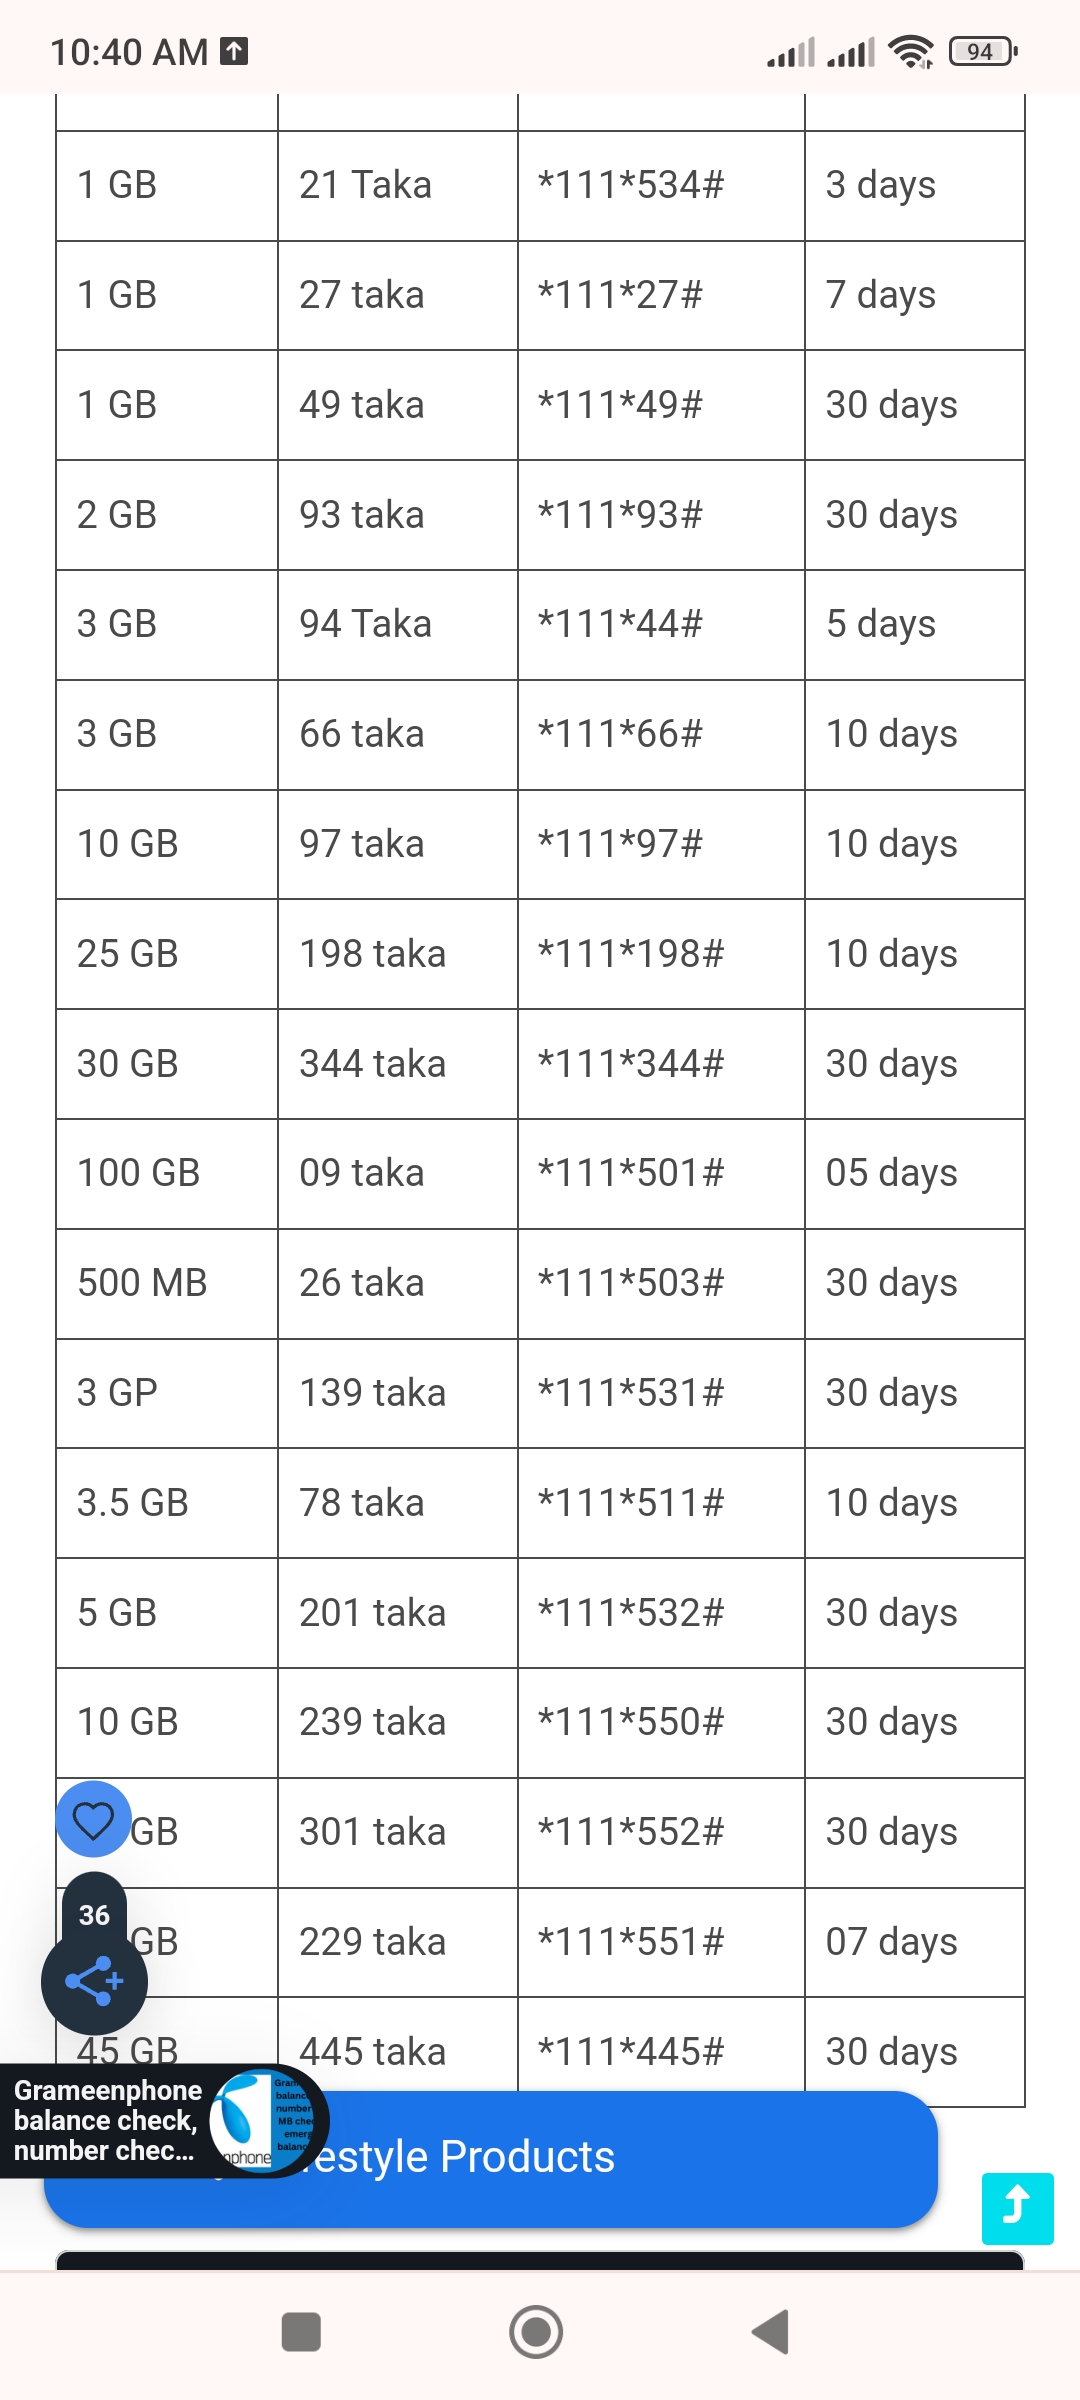 10:40 AM
94
1 GB 21 Taka *111*534# 3 days
1 GB 27 taka *111*27# 7 days
1 GB 49 taka *111*49# 30 days
2 GB 93 taka *111*93# 30 days
3 GB 94 Taka *111*44# 5 days
3 GB 66 taka *111*66# 10 days
10 GB 97 taka *111*97# 10 days
25 GB 198 taka *111*198# 10 days
30 GB 344 taka *111*344# 30 days
100 GB 09 taka *111*501# 05 days
500 MB 26 taka *111*503# 30 days
3 GP 139 taka *111*531# 30 days
3.5 GB 78 taka *111*511# 10 days
5 GB 201 taka *111*532# 30 days
10 GB 239 taka *111*550# 30 days
GB 301 taka *111*552# 30 days
36
GB 229 taka *111*551# 07 days
45 GB 445 taka *111*445# 30 days
Grameenphone
balance check,
number chec...
number
MB
Products